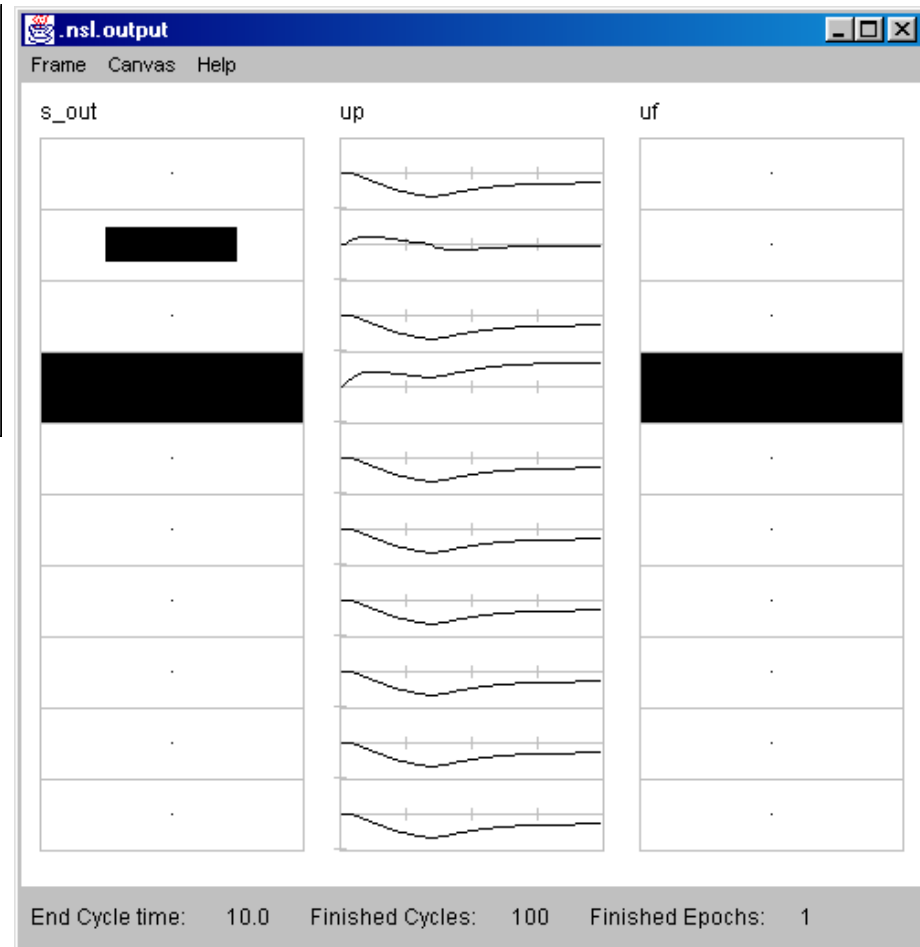 .nsl.output
Frame Canvas Help
s_out up uf
End Cycle time: 10.0 Finished Cycles: 100 Finished Epochs: 1